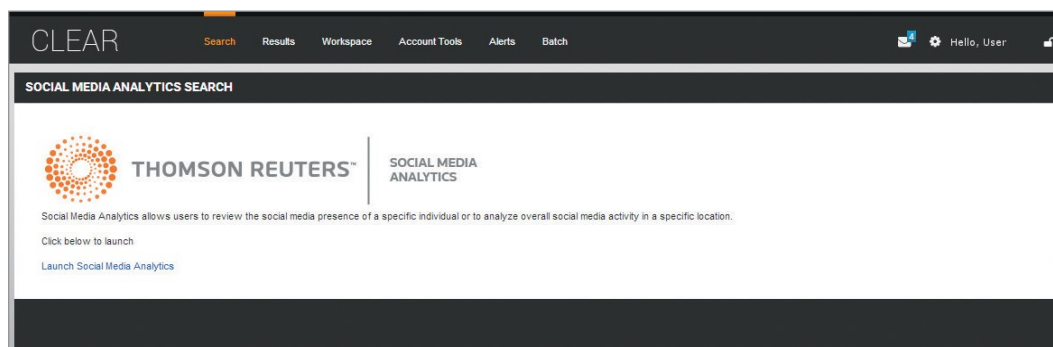 CLEAR
Search Results Workspace Account Tools Alerts Batch
4
Hello, User
SOCIAL MEDIA ANALYTICS SEARCH
THOMSON REUTERS™
SOCIAL MEDIA
ANALYTICS
Social Media Analytics allows users to review the social media presence of a specific individual or to analyze overall social media activity in a specific location.
Click below to launch
Launch Social Media Analytics